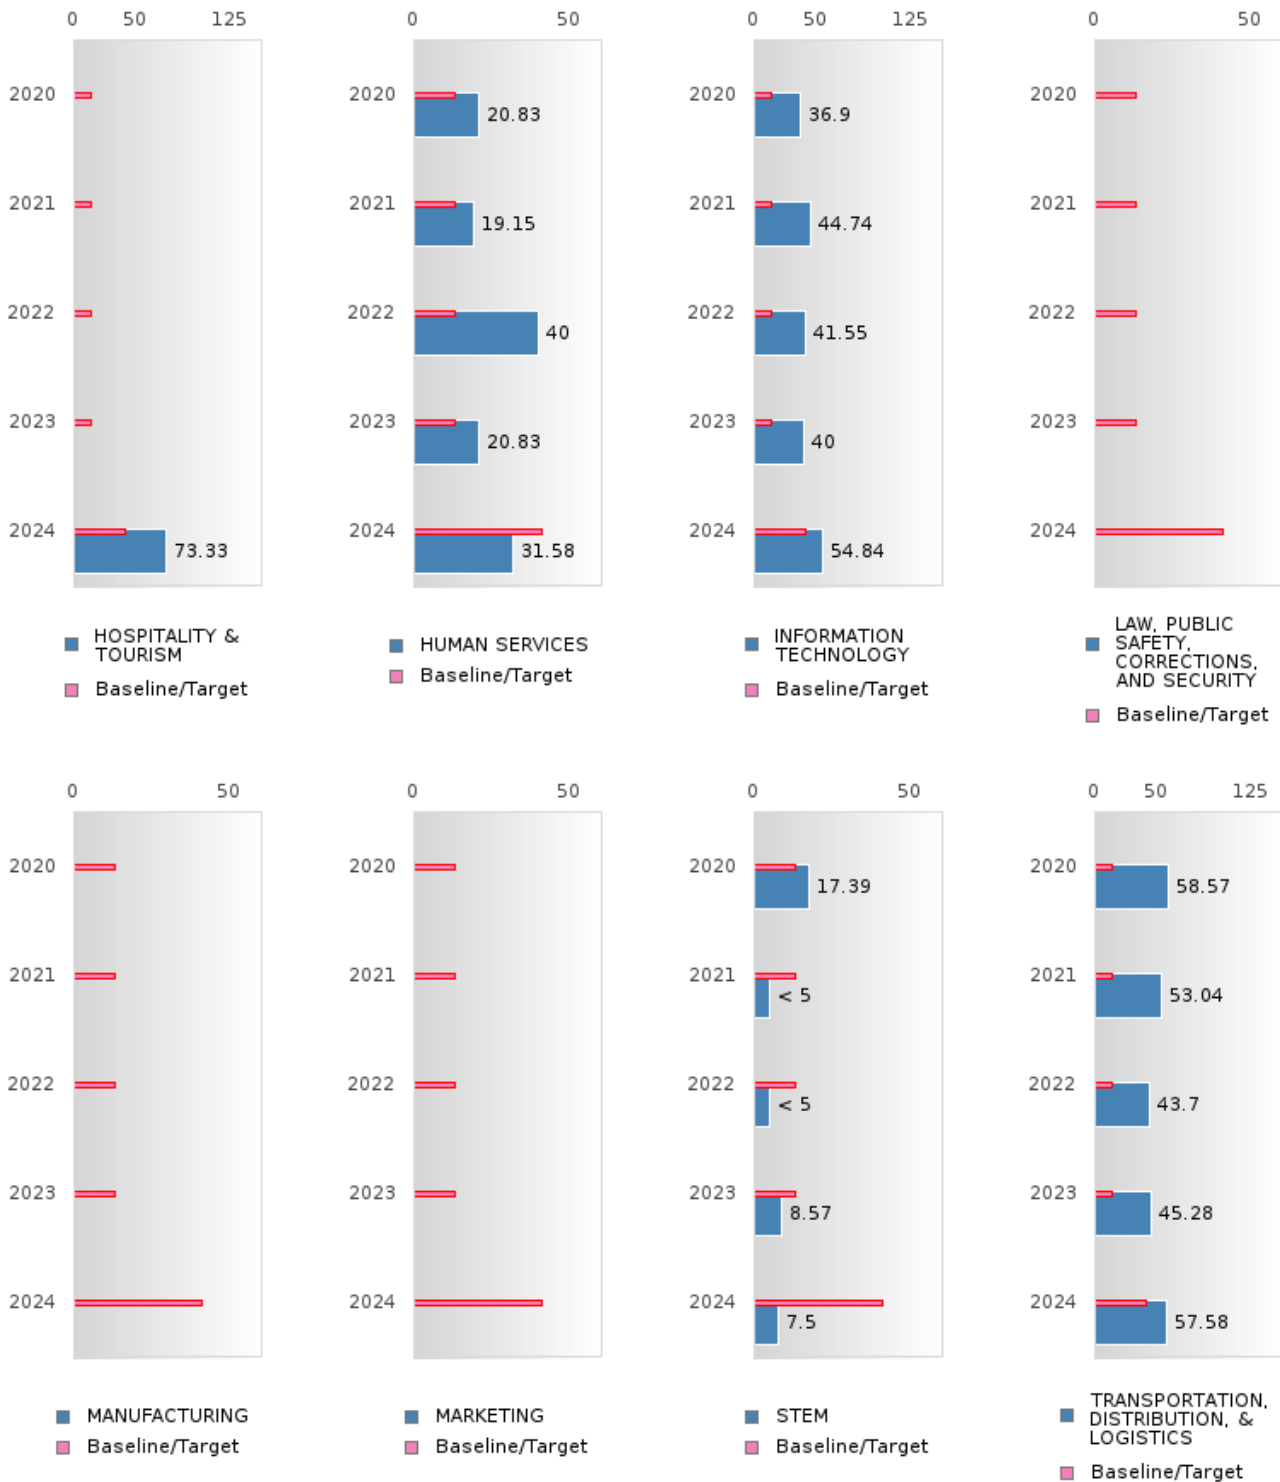 0 50 125
2020
2021
2022
2023
2024
73.33
HOSPITALITY &
TOURISM
Baseline/Target
0 50
2020
20.83
2021
19.15
2022
40
2023
20.83
2024
31.58
HUMAN SERVICES
Baseline/Target
0 50 125
2020
36.9
2021
44.74
2022
41.55
2023
40
2024
54.84
INFORMATION
TECHNOLOGY
Baseline/Target
0 50
2020
2021
2022
2023
2024
LAW, PUBLIC
SAFETY,
CORRECTIONS,
AND SECURITY
Baseline/Target
0 50
2020
2021
2022
2023
2024
MANUFACTURING
Baseline/Target
0 50
2020
2021
2022
2023
2024
MARKETING
Baseline/Target
0 50
2020
17.39
2021
< 5
2022
< 5
2023
8.57
2024
7.5
STEM
Baseline/Target
0 50 125
2020
58.57
2021
53.04
2022
43.7
2023
45.28
2024
57.58
TRANSPORTATION,
DISTRIBUTION, &
LOGISTICS
Baseline/Target